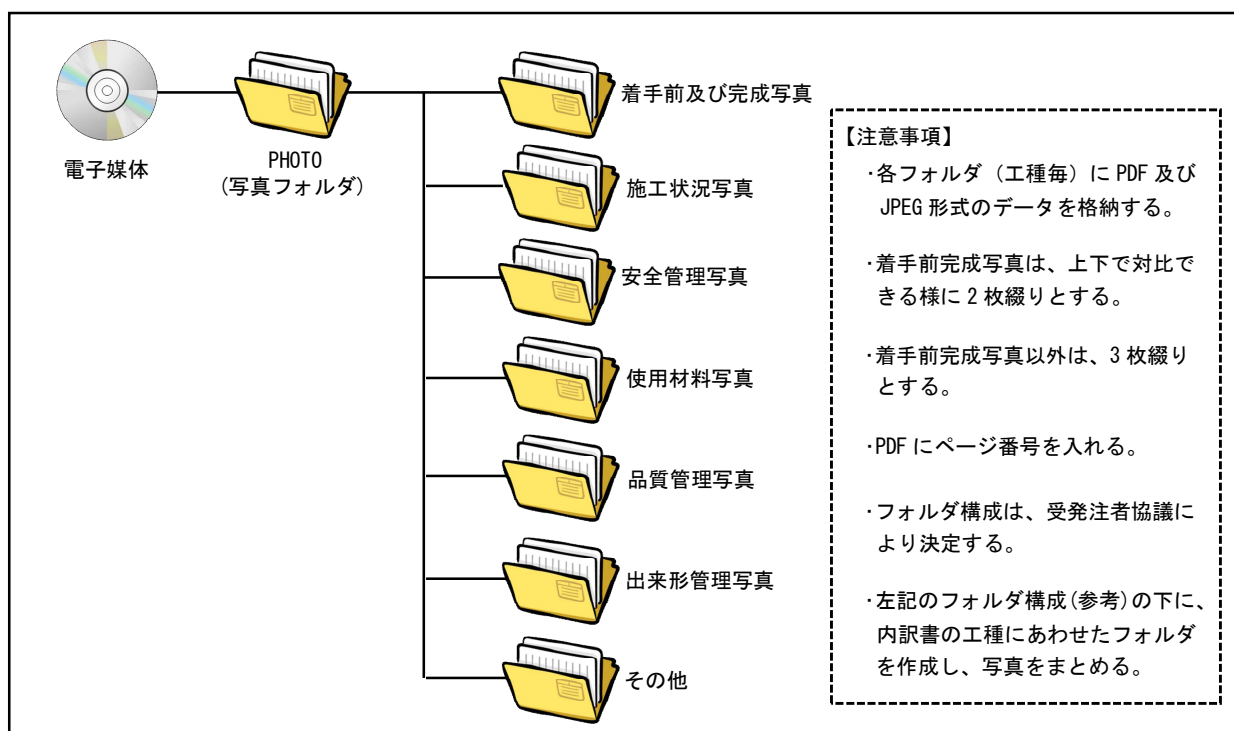 電子媒体
PHOTO
(写真フォルダ)
着手前及び完成写真
施工状況写真
安全管理写真
使用材料写真
品質管理写真
出来形管理写真
その他
【注意事項】
・各フォルダ（工種毎）に PDF 及び
JPEG 形式のデータを格納する。
・着手前完成写真は、上下で対比で
きる様に 2 枚綴りとする。
・着手前完成写真以外は、3 枚綴り
とする。
・PDF にページ番号を入れる。
・フォルダ構成は、受発注者協議に
より決定する。
・左記のフォルダ構成(参考)の下に、
内訳書の工種にあわせたフォルダ
を作成し、写真をまとめる。